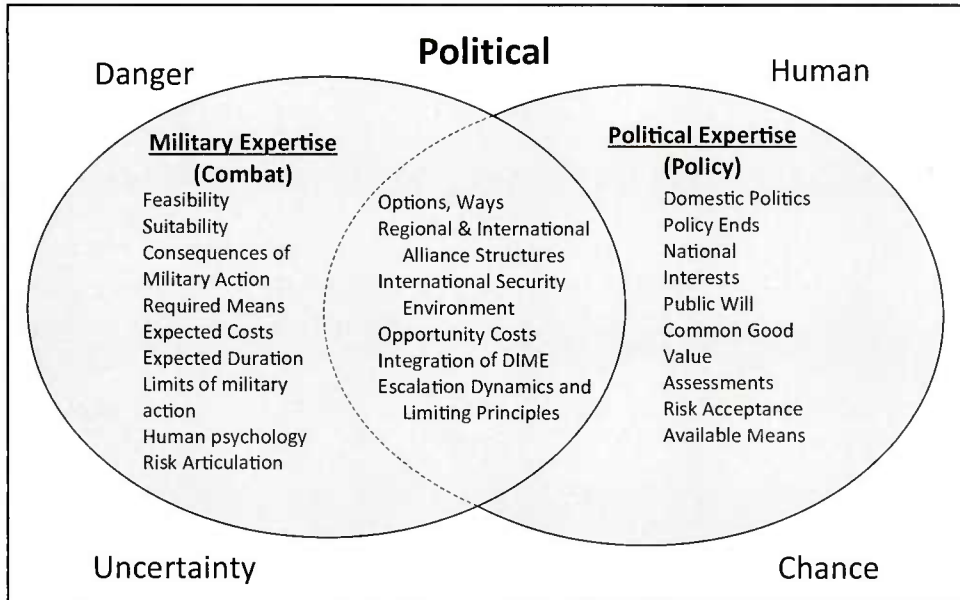 Political
Danger
Human
Military Expertise
(Combat)
Feasibility
Suitability
Consequences of
Military Action
Required Means
Expected Costs
Expected Duration
Limits of military
action
Human psychology
Risk Articulation
Options, Ways
Regional & International
Alliance Structures
International Security
Environment
Opportunity Costs
Integration of DIME
Escalation Dynamics and
Limiting Principles
Political Expertise
(Policy)
Domestic Politics
Policy Ends
National
Interests
Public Will
Common Good
Value
Assessments
Risk Acceptance
Available Means
Uncertainty
Chance